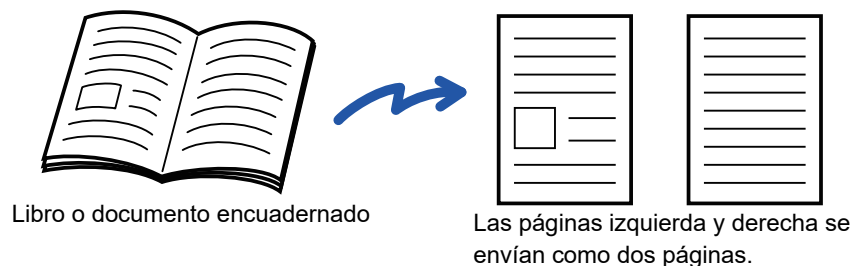 Libro o documento encuadernado
Las páginas izquierda y derecha se
envían como dos páginas.